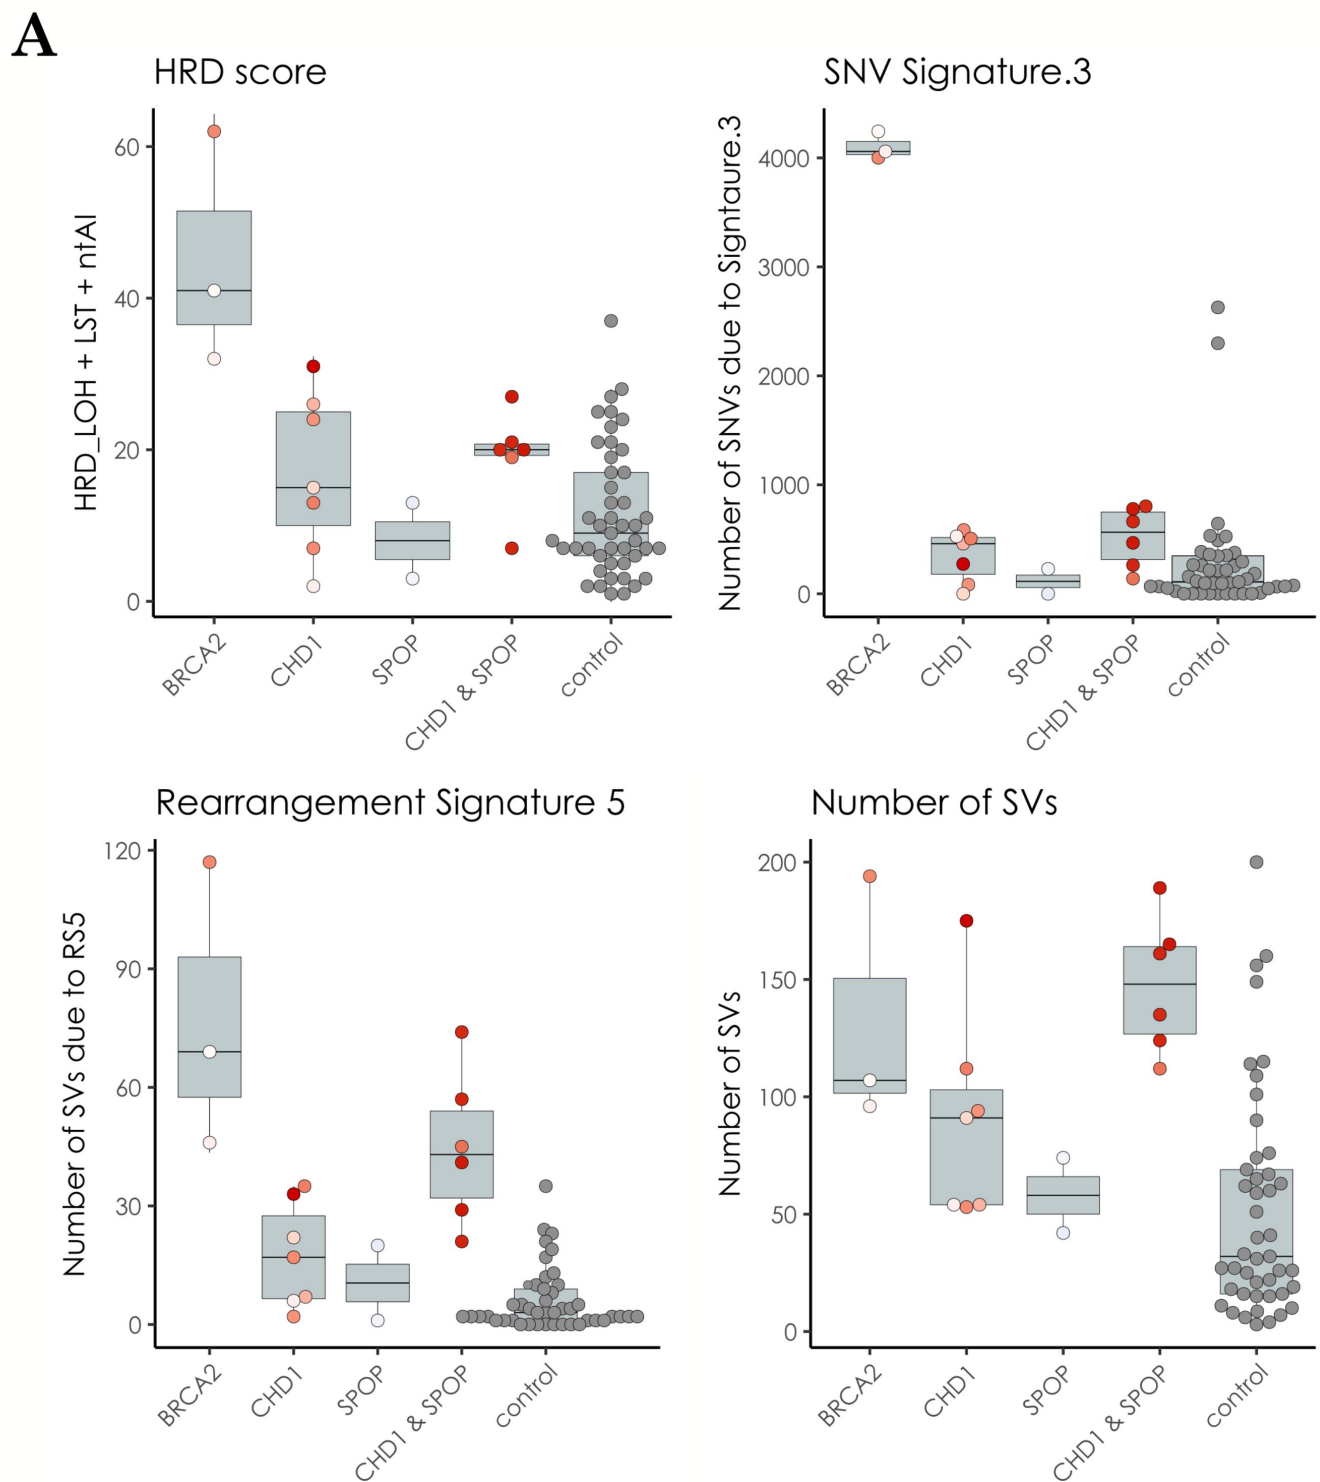 A
HRD score
HRD_LOH + LST + ntAI
60
40
20
0
BRCA2
CHD1
SPOP
CHD1 & SPOP
control
SNV Signature.3
Number of SNVs due to Signtaure.3
4000
3000
2000
1000
0
BRCA2
CHD1
SPOP
CHD1 & SPOP
control
Rearrangement Signature 5
Number of SVs due to RS5
120
90
60
30
0
BRCA2
CHD1
SPOP
CHD1 & SPOP
control
Number of SVs
Number of SVs
200
150
100
50
0
BRCA2
CHD1
SPOP
CHD1 & SPOP
control